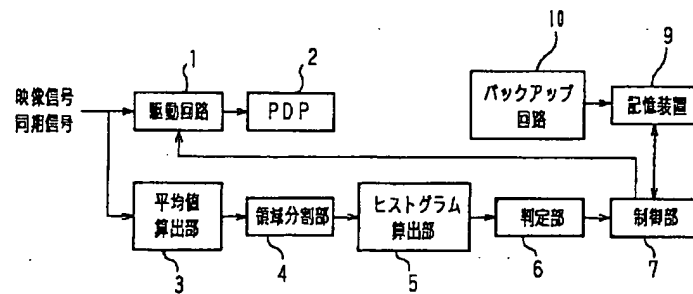 10
9
1
2
映像信号
同期信号
駆動回路
PDP
バックアップ
回路
記憶装置
平均値
算出部
領域分割部
ヒストグラム
算出部
判定部
制御部
3
4
5
6
7